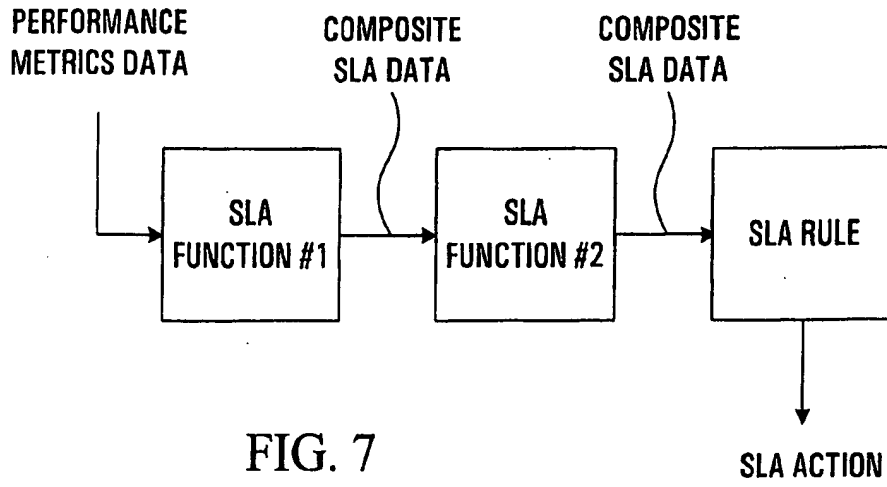 PERFORMANCE
METRICS DATA
COMPOSITE
SLA DATA
COMPOSITE
SLA DATA
SLA
FUNCTION #1
SLA
FUNCTION #2
SLA RULE
FIG. 7
SLA ACTION